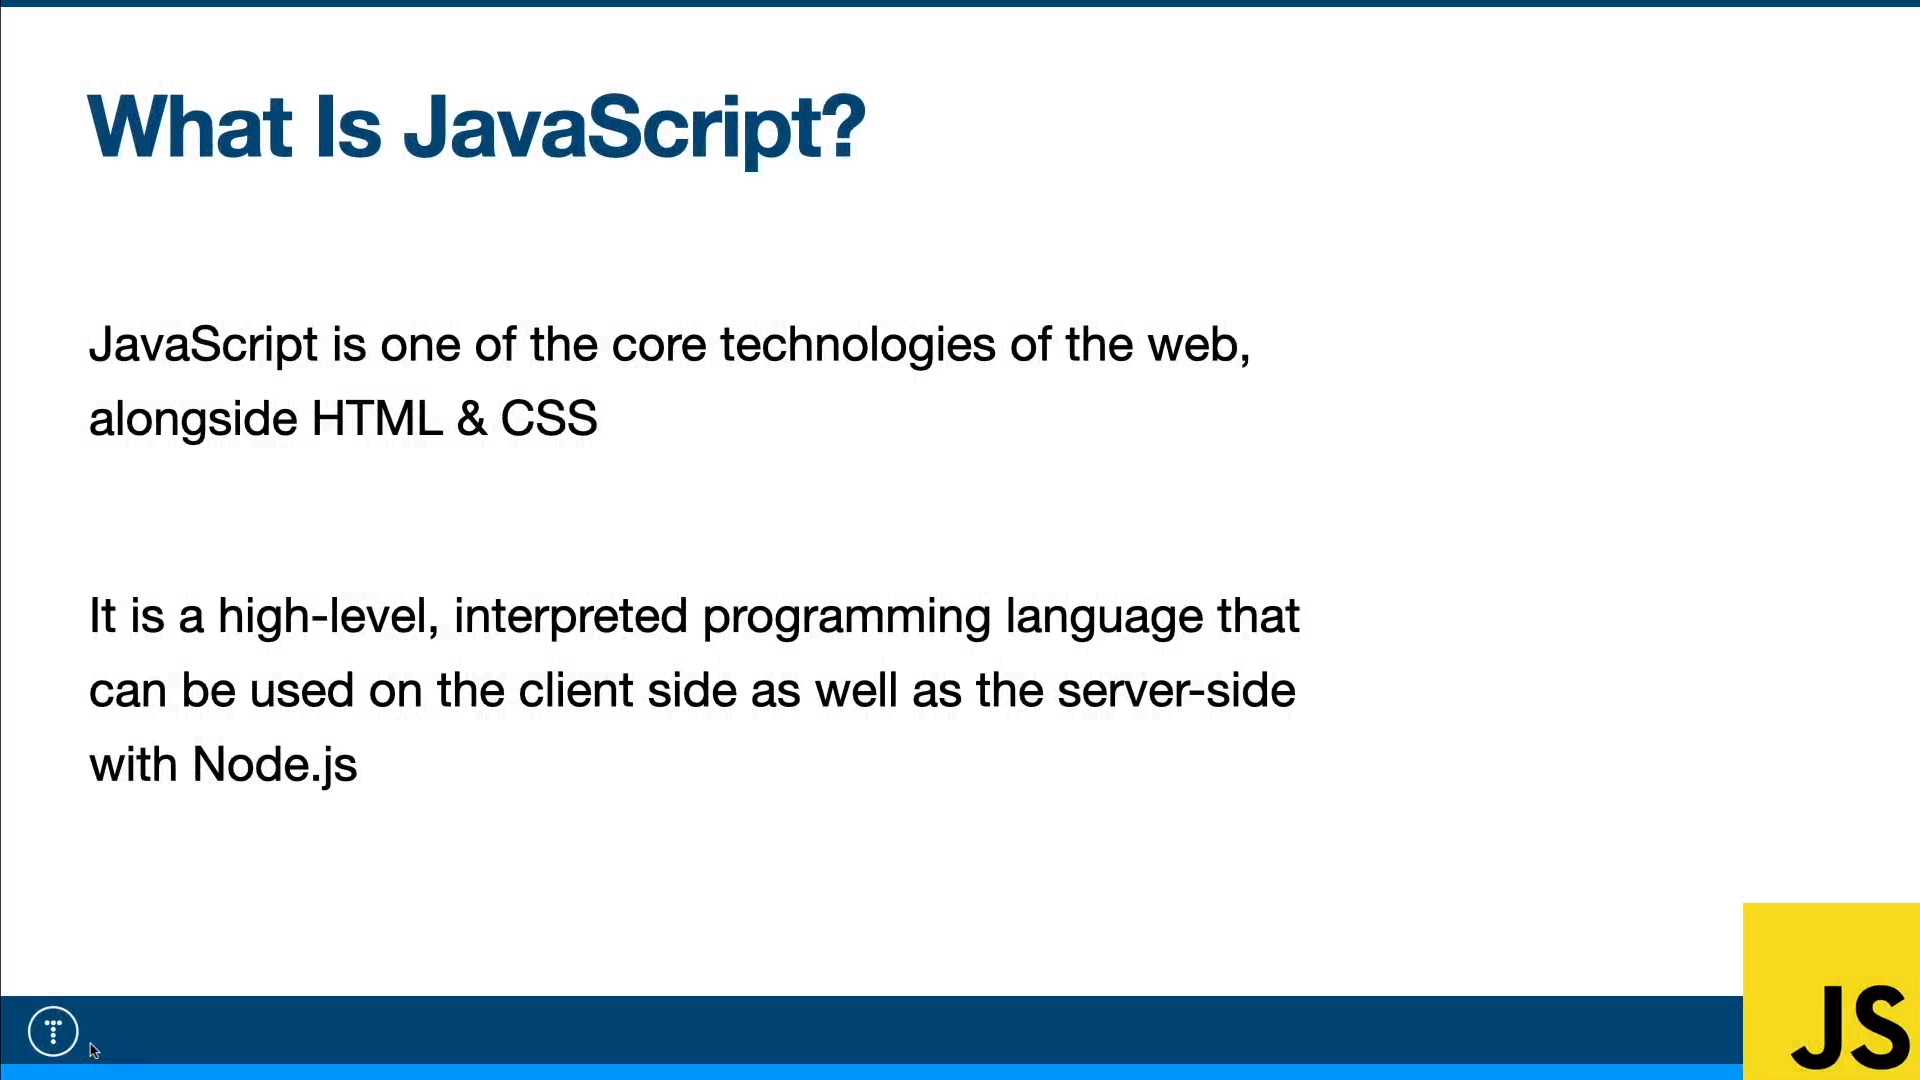 What Is JavaScript?
JavaScript is one of the core technologies of the web,
alongside HTML & CSS
It is a high-level, interpreted programming language that
can be used on the client side as well as the server-side
with Node.js
JS